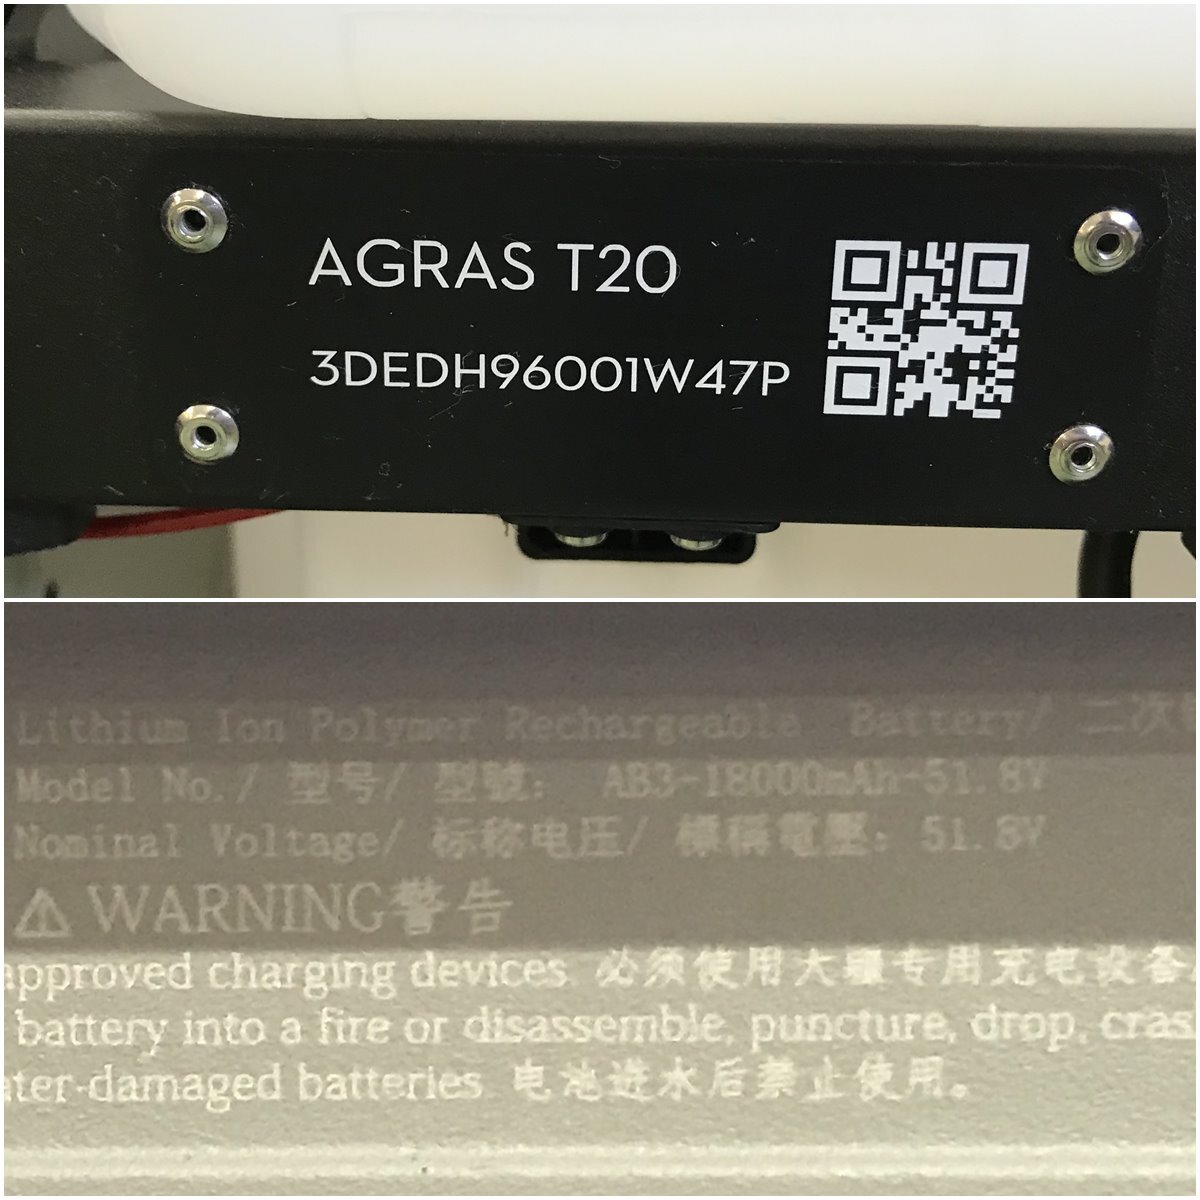 AGRAS T20
3DEDH96001W47P
Lithium Ion Polymer Rechargeable Battery/ 二次
Model No./ 型号/ 型號: AB3-18000mAh-51.8V
Nominal Voltage/ 标称电压/ 標稱電壓: 51.8V
⚠ WARNING警告
approved charging devices. 必须使用大疆专用充电设备
battery into a fire or disassemble, puncture, drop, cras
ter-damaged batteries. 电池进水后禁止使用。